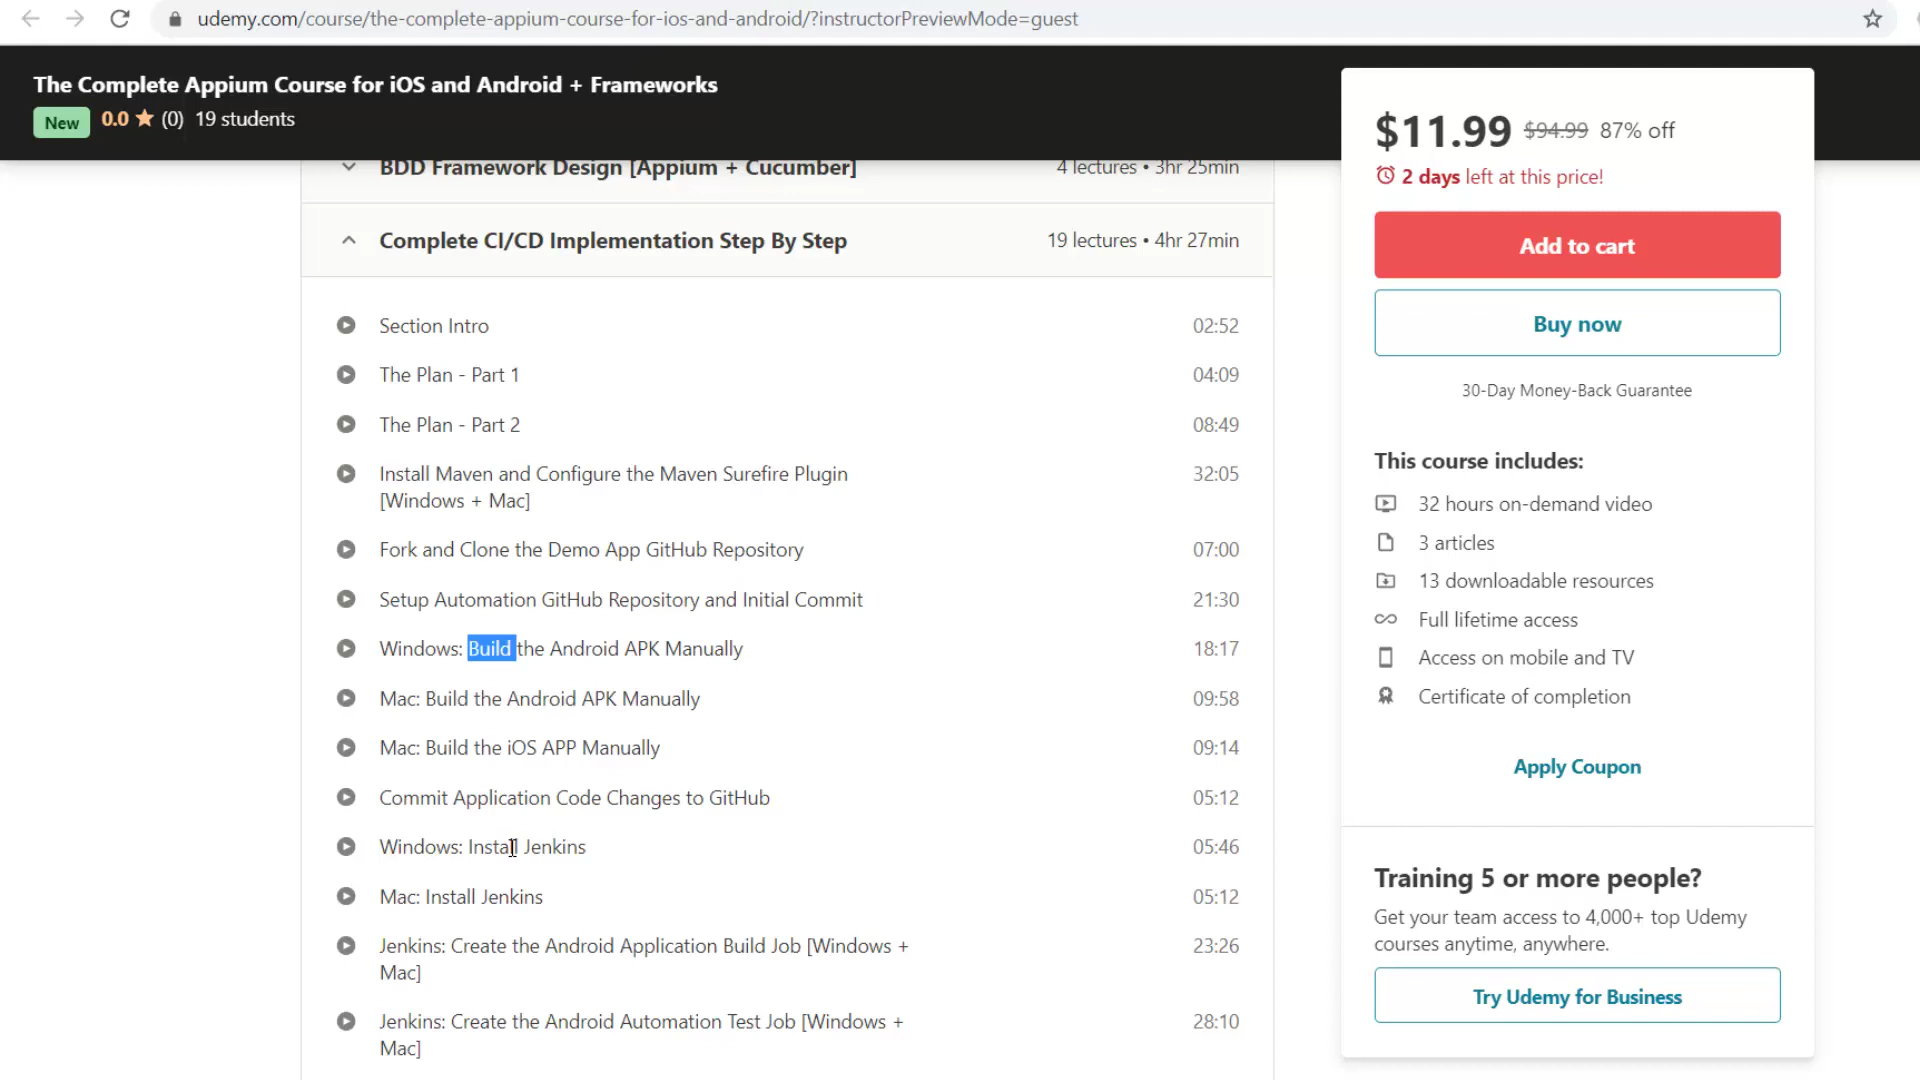 udemy.com/course/the-complete-appium-course-for-ios-and-android/?instructorPreviewMode=guest
The Complete Appium Course for iOS and Android + Frameworks
New 0.0 (0) 19 students
BDD Framework Design [Appium + Cucumber] 4 lectures • 3hr 25min
Complete CI/CD Implementation Step By Step 19 lectures • 4hr 27min
Section Intro 02:52
The Plan - Part 1 04:09
The Plan - Part 2 08:49
Install Maven and Configure the Maven Surefire Plugin 32:05
[Windows + Mac]
Fork and Clone the Demo App GitHub Repository 07:00
Setup Automation GitHub Repository and Initial Commit 21:30
Windows: Build the Android APK Manually 18:17
Mac: Build the Android APK Manually 09:58
Mac: Build the iOS APP Manually 09:14
Commit Application Code Changes to GitHub 05:12
Windows: Install Jenkins 05:46
Mac: Install Jenkins 05:12
Jenkins: Create the Android Application Build Job [Windows + 23:26
Mac]
Jenkins: Create the Android Automation Test Job [Windows + 28:10
Mac]
$11.99 $94.99 87% off
2 days left at this price!
Add to cart
Buy now
30-Day Money-Back Guarantee
This course includes:
32 hours on-demand video
3 articles
13 downloadable resources
Full lifetime access
Access on mobile and TV
Certificate of completion
Apply Coupon
Training 5 or more people?
Get your team access to 4,000+ top Udemy
courses anytime, anywhere.
Try Udemy for Business